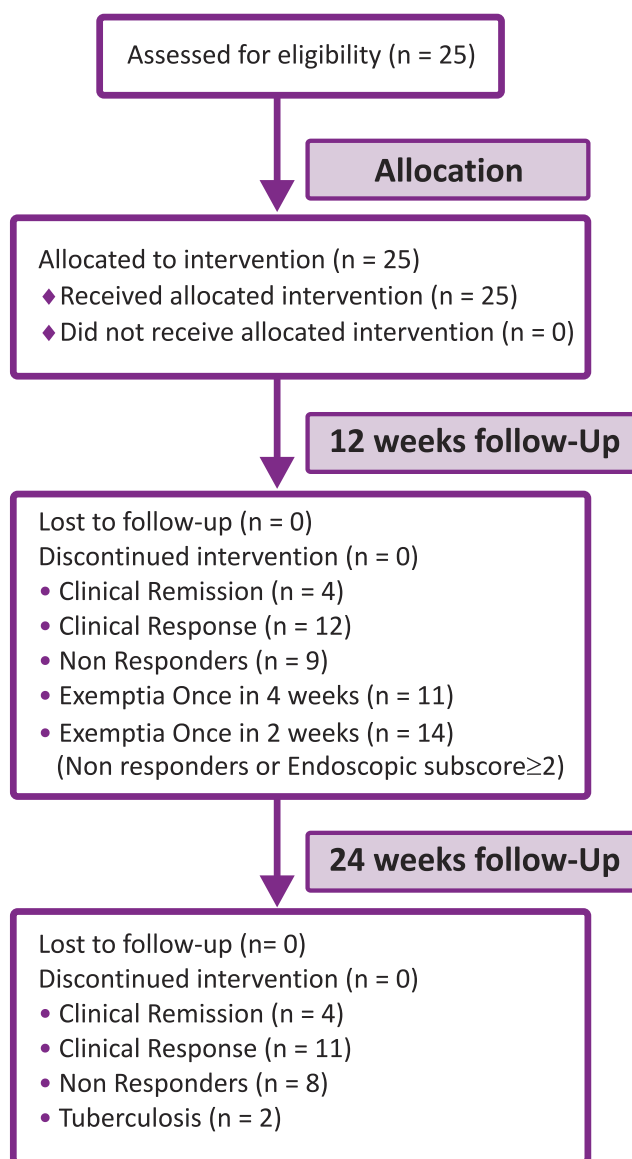 Assessed for eligibility (n = 25)
Allocation
Allocated to intervention (n = 25)
♦Received allocated intervention (n = 25)
♦Did not receive allocated intervention (n = 0)
12 weeks follow-Up
Lost to follow-up (n = 0)
Discontinued intervention (n = 0)
• Clinical Remission (n = 4)
• Clinical Response (n = 12)
• Non Responders (n = 9)
• Exemptia Once in 4 weeks (n = 11)
• Exemptia Once in 2 weeks (n = 14)
(Non responders or Endoscopic subscore≥2)
24 weeks follow-Up
Lost to follow-up (n= 0)
Discontinued intervention (n = 0)
• Clinical Remission (n = 4)
• Clinical Response (n = 11)
• Non Responders (n = 8)
• Tuberculosis (n = 2)